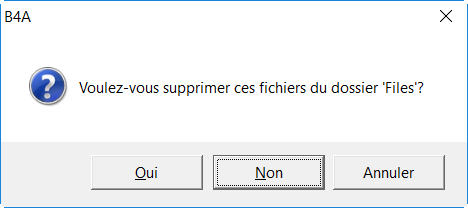 B4A
Voulez-vous supprimer ces fichiers du dossier 'Files'?
Oui Non Annuler